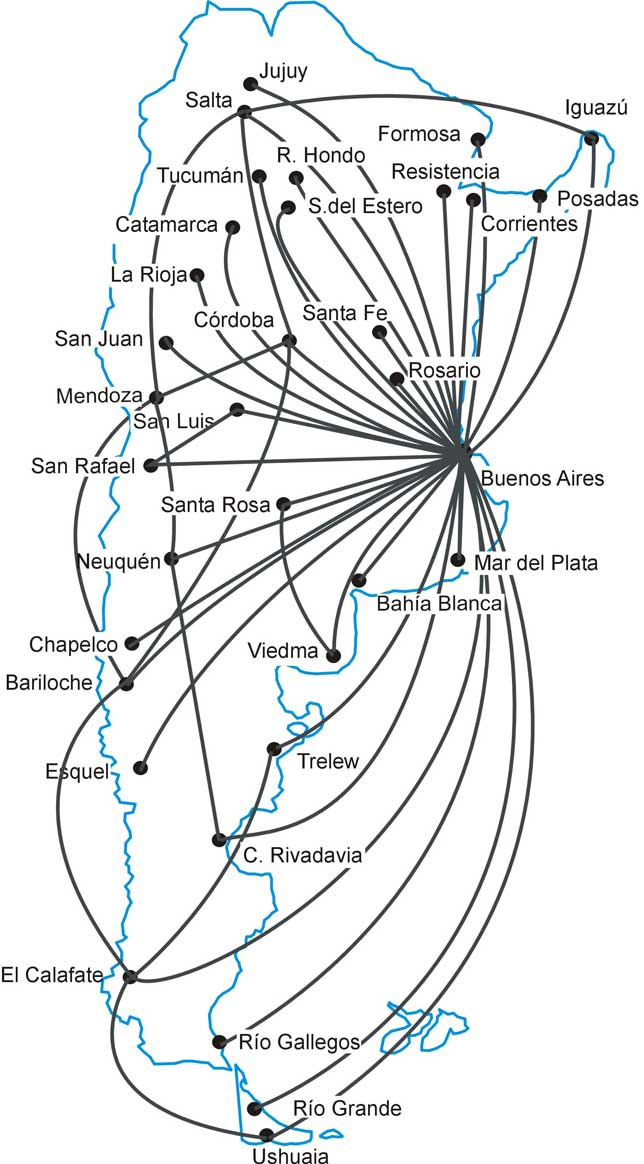 Jujuy
Salta
Iguazú
Formosa
R. Hondo
Tucumán
Resistencia
Posadas
S.del Estero
Catamarca
Corrientes
La Rioja
Santa Fe
Córdoba
San Juan
Rosario
Mendoza
San Luis
San Rafael
Buenos Aires
Santa Rosa
Neuquén
Mar del Plata
Bahía Blanca
Chapelco
Viedma
Bariloche
Trelew
Esquel
C. Rivadavia
El Calafate
Río Gallegos
Río Grande
Ushuaia